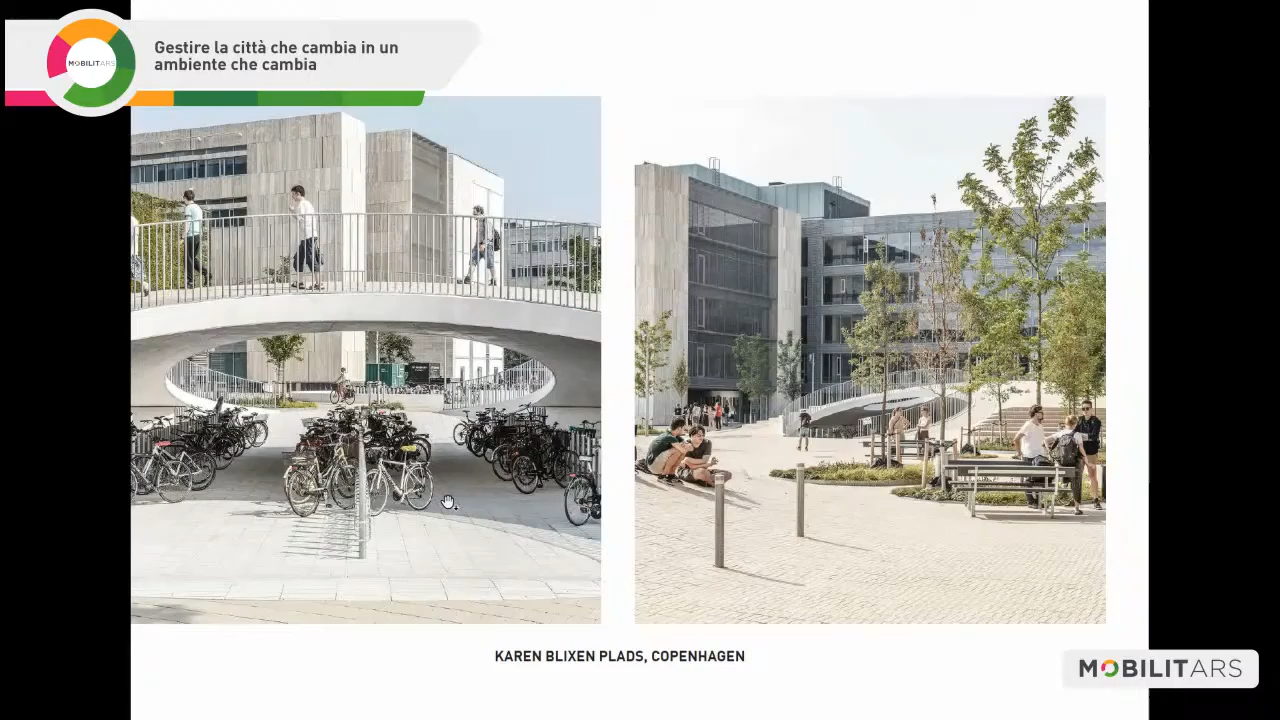 MOBILITARS
Gestire la città che cambia in un
ambiente che cambia
KAREN BLIXEN PLADS, COPENHAGEN
MOBILITARS